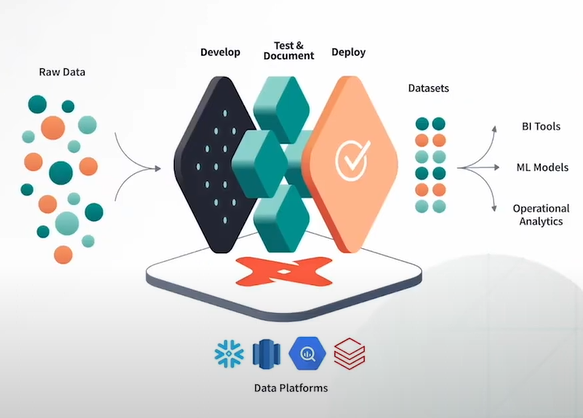 Raw Data
Develop
Test &
Document
Deploy
Datasets
BI Tools
ML Models
Operational
Analytics
Data Platforms